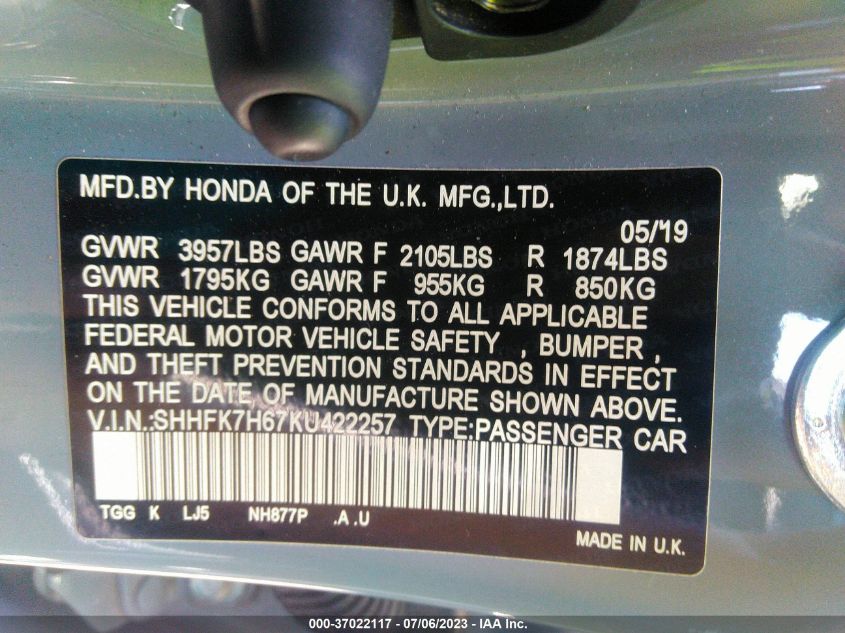 MFD.BY HONDA OF THE U.K. MFG.,LTD.
05/19
GVWR 3957LBS GAWR F 2105LBS R 1874LBS
GVWR 1795KG GAWR F 955KG R 850KG
THIS VEHICLE CONFORMS TO ALL APPLICABLE
FEDERAL MOTOR VEHICLE SAFETY , BUMPER ,
AND THEFT PREVENTION STANDARDS IN EFFECT
ON THE DATE OF MANUFACTURE SHOWN ABOVE.
V.I.N.:SHHFK7H67KU422257 TYPE:PASSENGER CAR
TGG K LJ5 NH877P .A .U
MADE IN U.K.
000-37022117 - 07/06/2023 - IAA Inc.